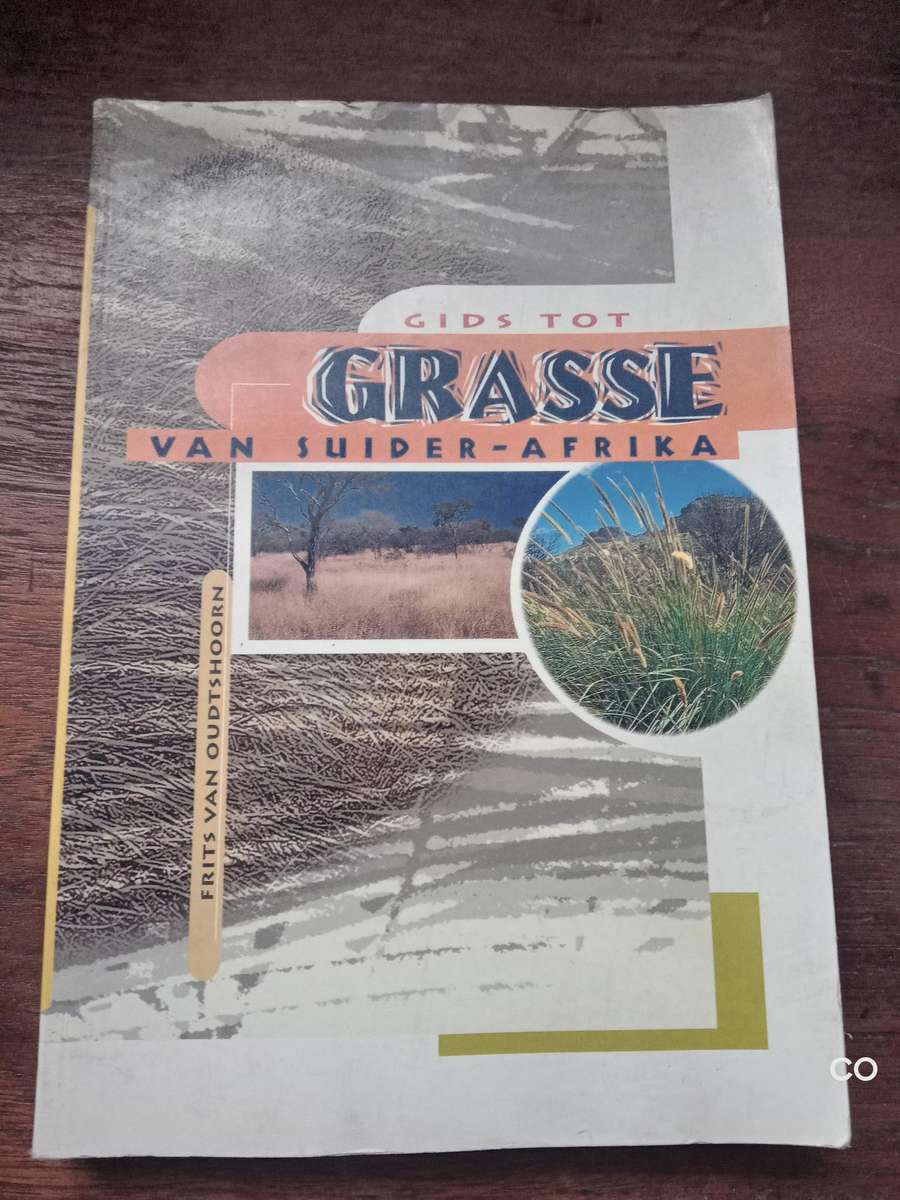 GIDS TOT
GRASSE
VAN SUIDER-AFRIKA
FRITS VAN OUDTSHOORN
CO